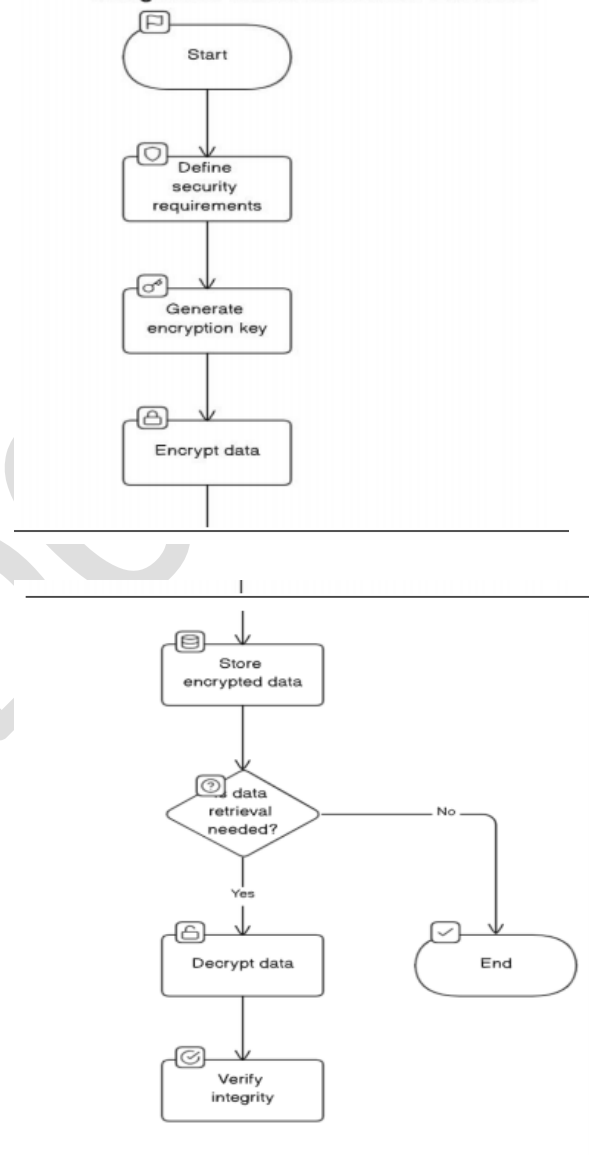 Start
Define
security
requirements
Generate
encryption key
Encrypt data
Store
encrypted data
data
retrieval
needed?
No
Yes
Decrypt data
End
Verify
integrity